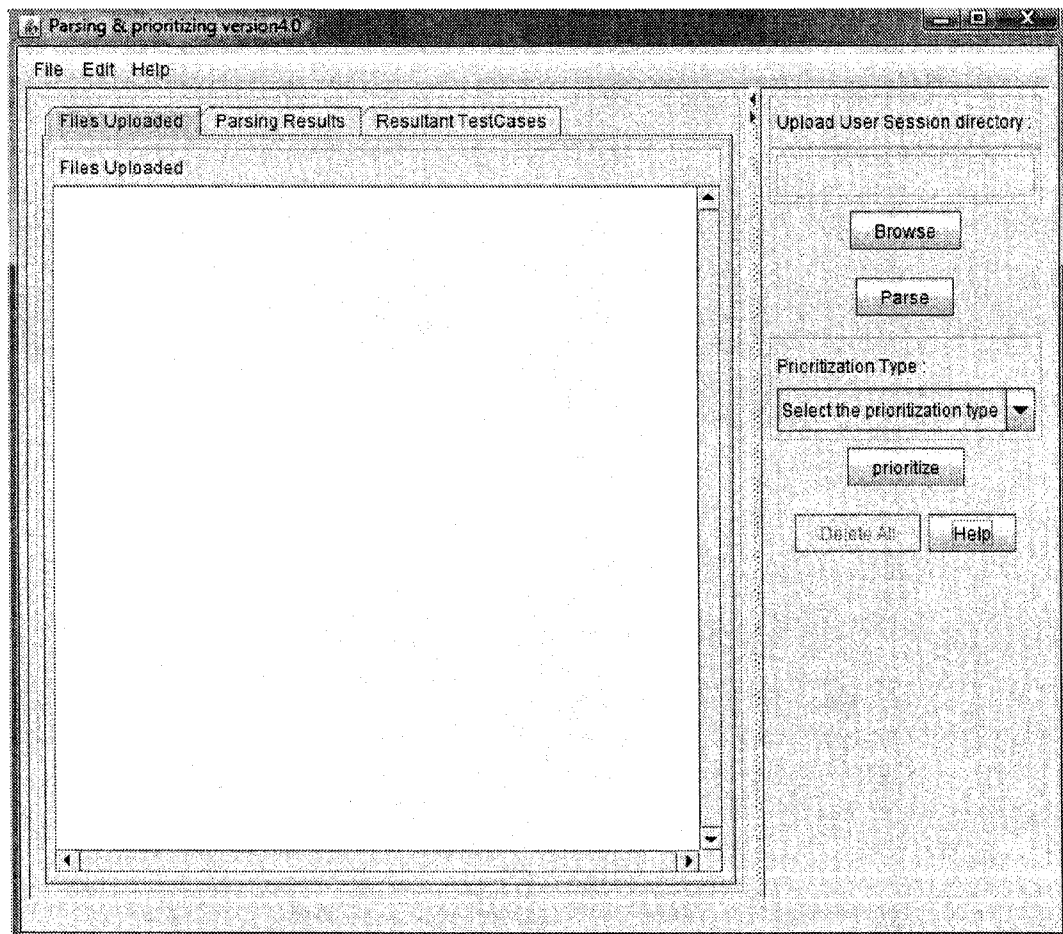 Parsing & prioritizing version4.0
File Edit Help
Files Uploaded Parsing Results Resultant TestCases
Files Uploaded
Upload User Session directory :
Browse
Parse
Prioritization Type :
Select the prioritization type
prioritize
Delete All Help